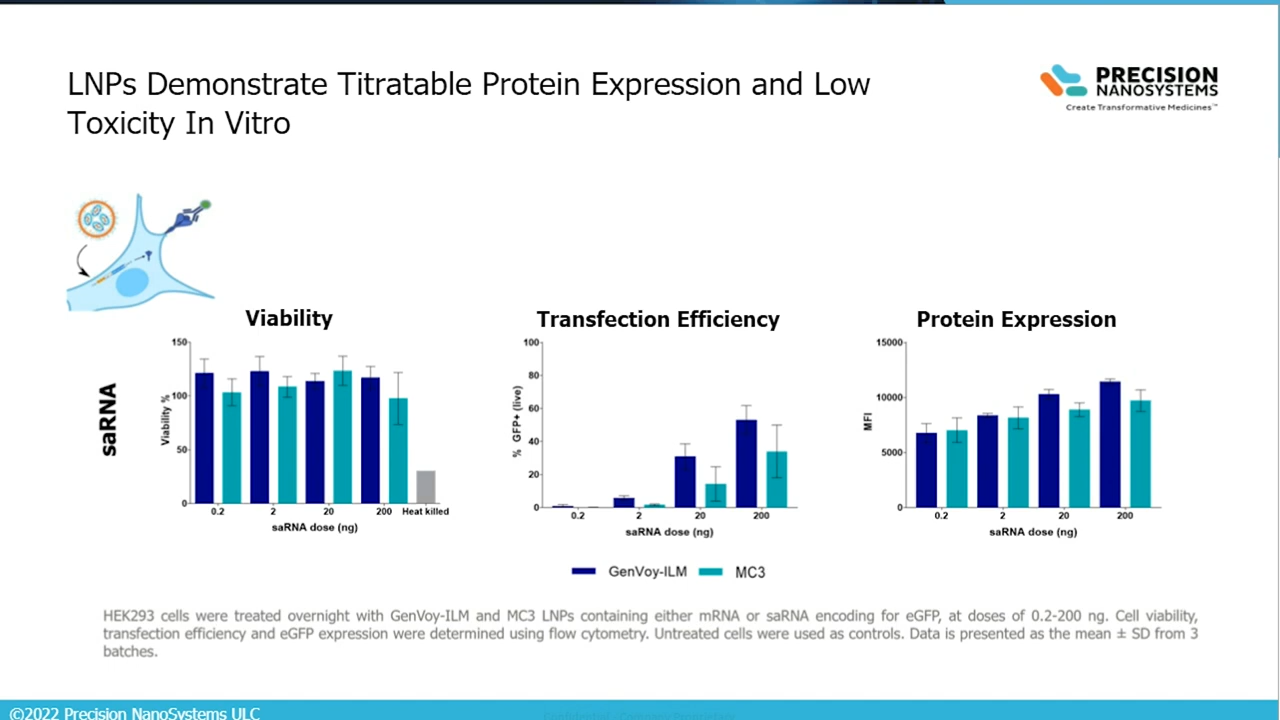 LNPs Demonstrate Titratable Protein Expression and Low
Toxicity In Vitro
PRECISION
NANOSYSTEMS
Create Transformative Medicines™
saRNA
Viability
150
100
50
0
Viability %
0.2
2
20
200
Heat killed
saRNA dose (ng)
Transfection Efficiency
100
80
60
40
20
0
% GFP+ (live)
0.2
2
20
200
saRNA dose (ng)
Protein Expression
15000
10000
5000
0
MFI
0.2
2
20
200
saRNA dose (ng)
GenVoy-ILM
MC3
HEK293 cells were treated overnight with GenVoy-ILM and MC3 LNPs containing either mRNA or saRNA encoding for eGFP, at doses of 0.2-200 ng. Cell viability,
transfection efficiency and eGFP expression were determined using flow cytometry. Untreated cells were used as controls. Data is presented as the mean ± SD from 3
batches.
©2022 Precision NanoSystems ULC
Confidential - Company Proprietary